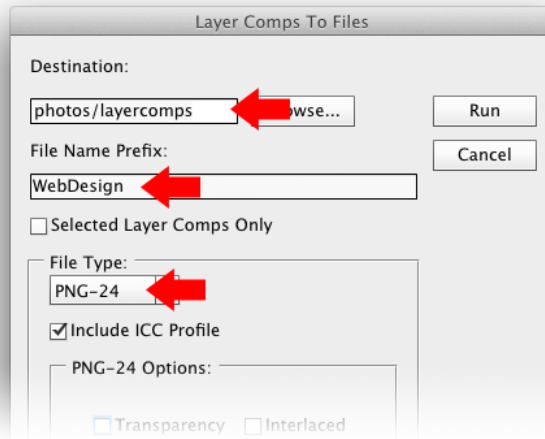 Layer Comps To Files
Destination:
photos/layercomps
owse...
Run
File Name Prefix:
Cancel
WebDesign
Selected Layer Comps Only
File Type:
PNG-24
Include ICC Profile
PNG-24 Options:
Transparency Interlaced